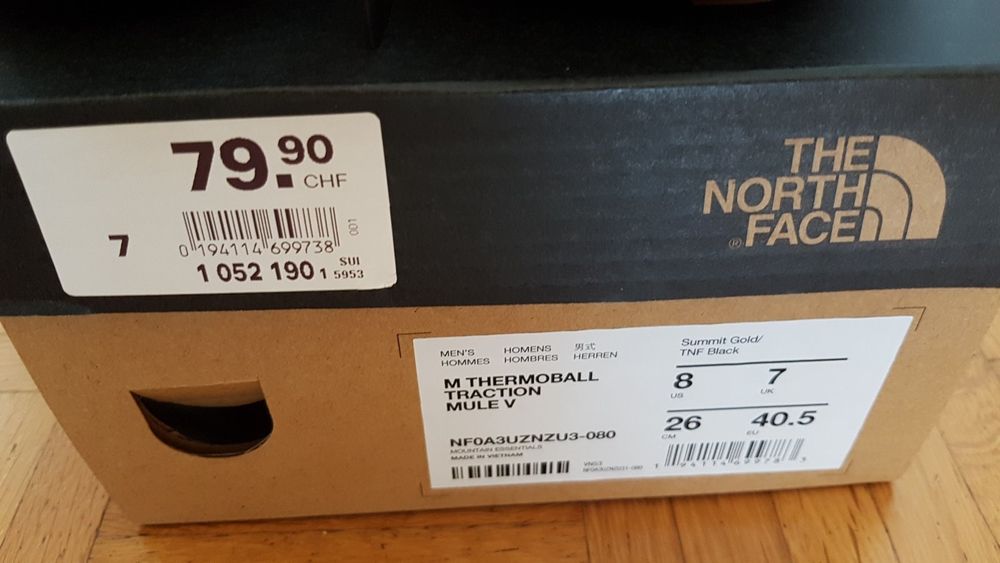 79.90
CHF
7
0 194114 699738
001
1 052 190 1 SUI 5953
THE
NORTH
FACE
®
MEN'S HOMENS 男式
HOMMES HOMBRES HERREN
M THERMOBALL
TRACTION
MULE V
NF0A3UZNZU3-080
MOUNTAIN ESSENTIALS
MADE IN VIETNAM
Summit Gold/
TNF Black
8 7
US UK
26 40.5
CM EU